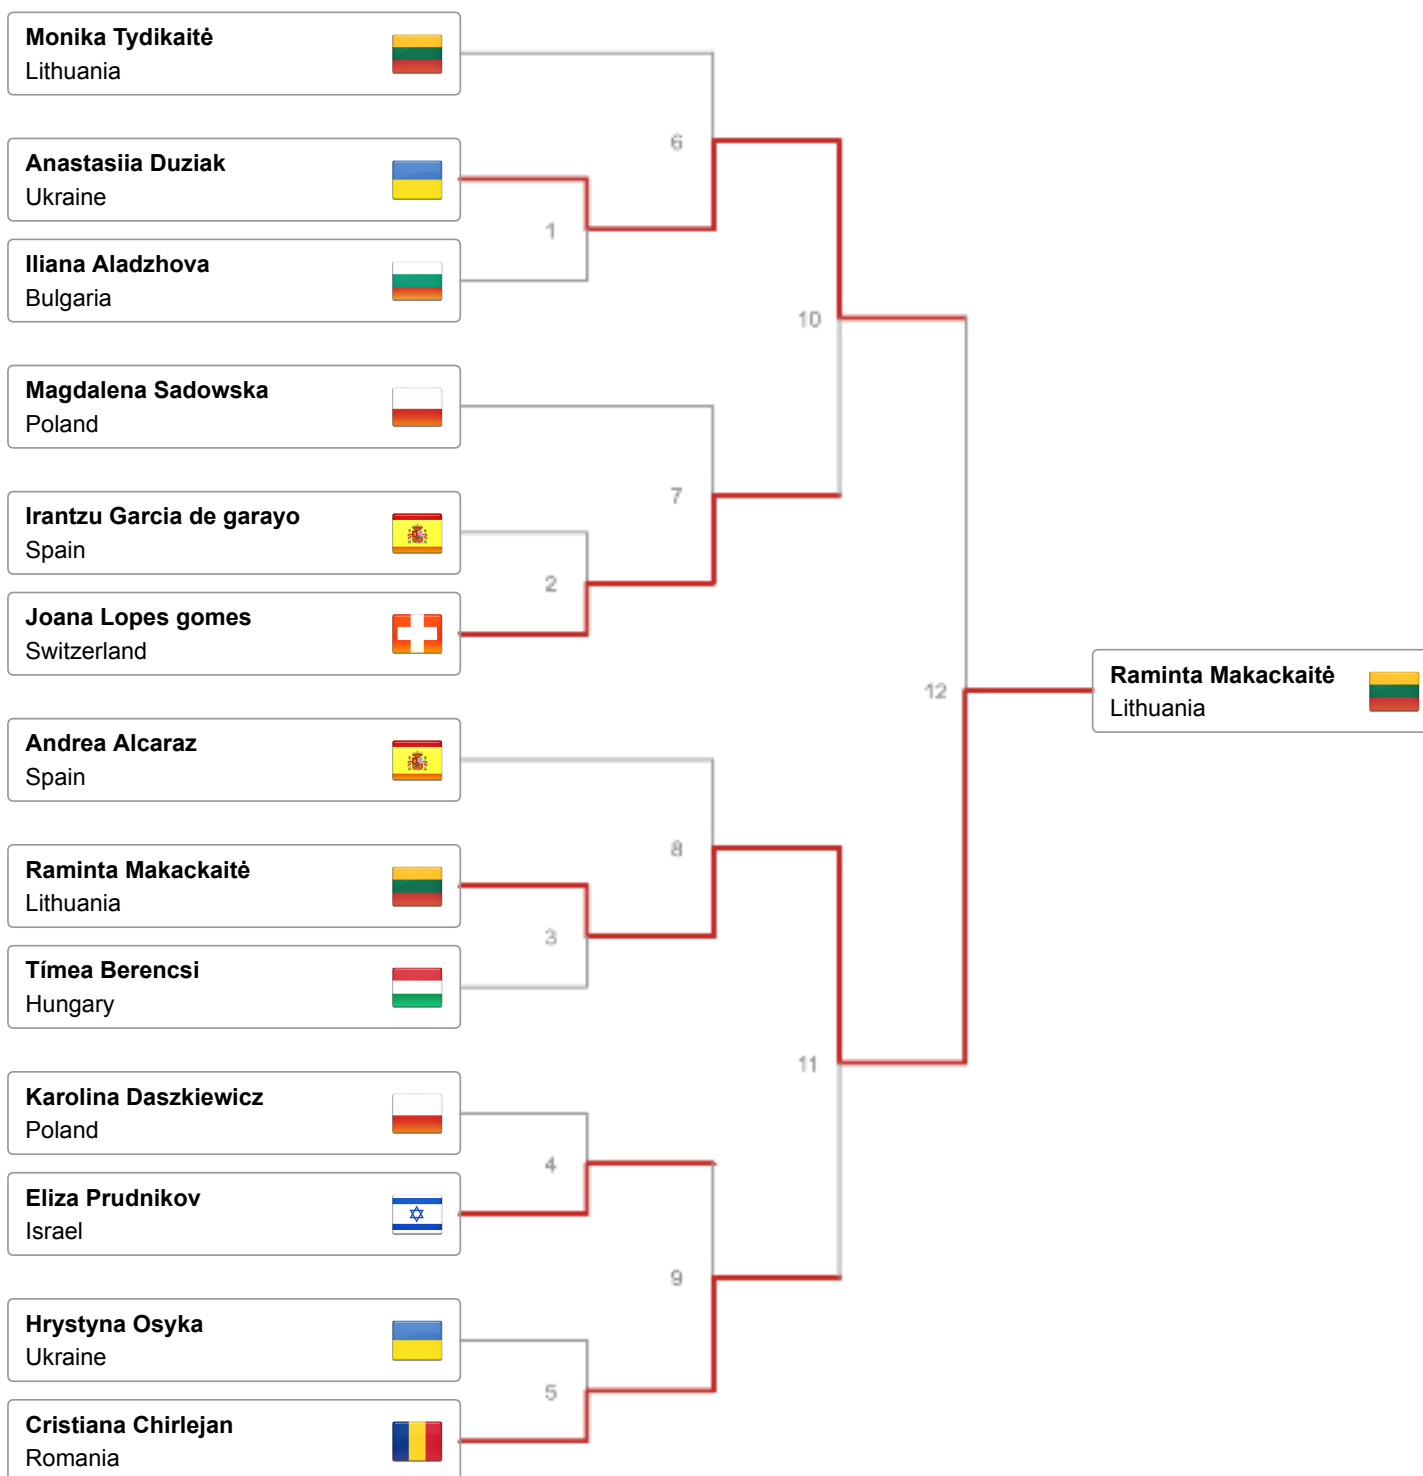 Monika Tydikaitė
Lithuania
Anastasiia Duziak
Ukraine
Iliana Aladzhova
Bulgaria
Magdalena Sadowska
Poland
Irantzu Garcia de garayo
Spain
Joana Lopes gomes
Switzerland
Andrea Alcaraz
Spain
Raminta Makackaitė
Lithuania
Tímea Berencsi
Hungary
Karolina Daszkiewicz
Poland
Eliza Prudnikov
Israel
Hrystyna Osyka
Ukraine
Cristiana Chirlejan
Romania
1
2
3
4
5
6
7
8
9
10
11
12
Raminta Makackaitė
Lithuania